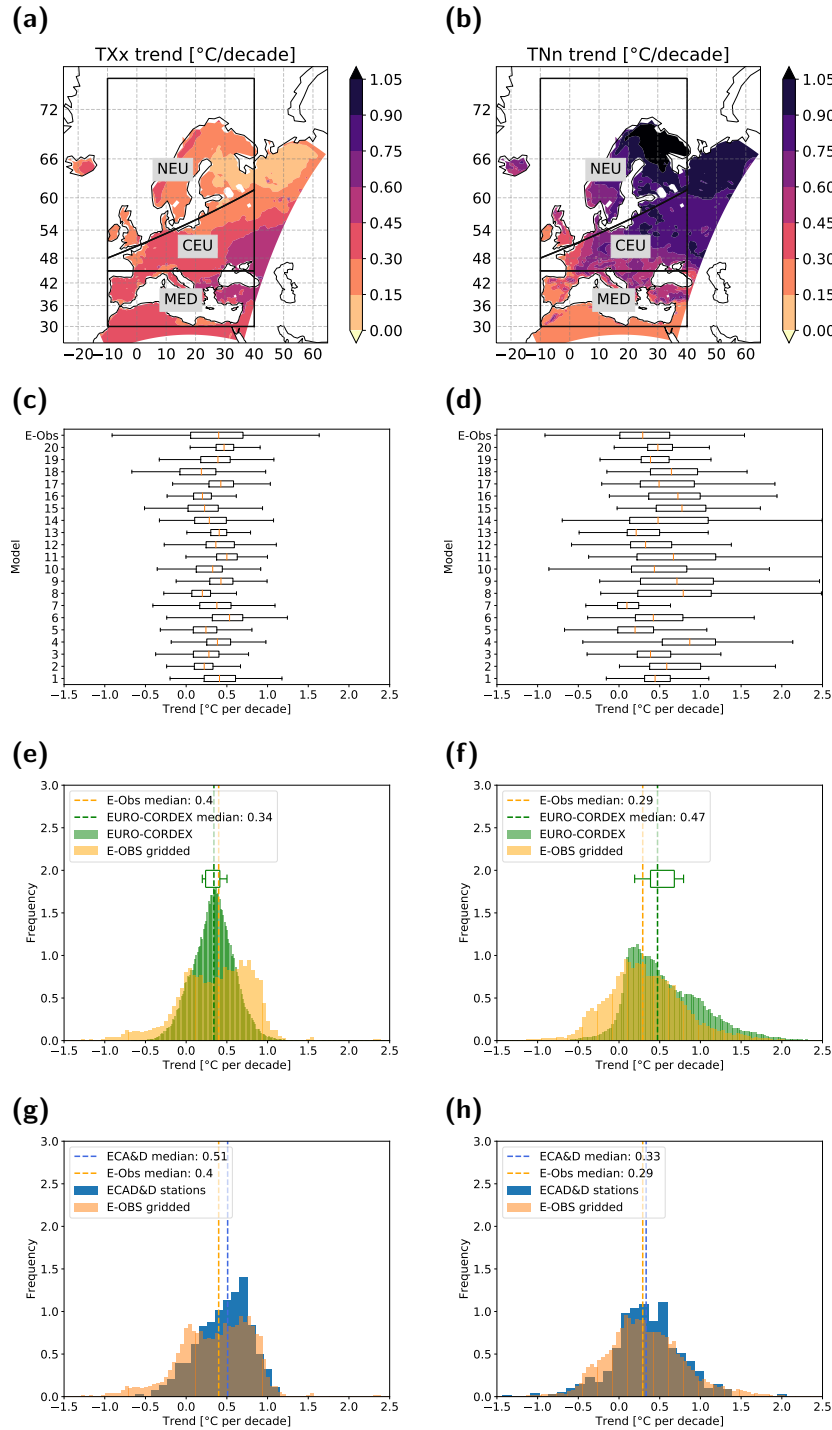 (a)
(b)
TXx trend [°C/decade]
TNn trend [°C/decade]
72
66
60
54
48
42
36
30
−20
−10
0
10
20
30
40
50
60
NEU
CEU
MED
1.05
0.90
0.75
0.60
0.45
0.30
0.15
0.00
72
66
60
54
48
42
36
30
−20
−10
0
10
20
30
40
50
60
NEU
CEU
MED
1.05
0.90
0.75
0.60
0.45
0.30
0.15
0.00
(c)
Model
E-Obs
20
19
18
17
16
15
14
13
12
11
10
9
8
7
6
5
4
3
2
1
−1.5 −1.0 −0.5 0.0 0.5 1.0 1.5 2.0 2.5
Trend [°C per decade]
(d)
Model
E-Obs
20
19
18
17
16
15
14
13
12
11
10
9
8
7
6
5
4
3
2
1
−1.5 −1.0 −0.5 0.0 0.5 1.0 1.5 2.0 2.5
Trend [°C per decade]
(e)
Frequency
3.0
2.5
2.0
1.5
1.0
0.5
0.0
E-Obs median: 0.4
EURO-CORDEX median: 0.34
EURO-CORDEX
E-OBS gridded
−1.5 −1.0 −0.5 0.0 0.5 1.0 1.5 2.0 2.5
Trend [°C per decade]
(f)
Frequency
3.0
2.5
2.0
1.5
1.0
0.5
0.0
E-Obs median: 0.29
EURO-CORDEX median: 0.47
EURO-CORDEX
E-OBS gridded
−1.5 −1.0 −0.5 0.0 0.5 1.0 1.5 2.0 2.5
Trend [°C per decade]
(g)
Frequency
3.0
2.5
2.0
1.5
1.0
0.5
0.0
ECA&D median: 0.51
E-Obs median: 0.4
ECAD&D stations
E-OBS gridded
−1.5 −1.0 −0.5 0.0 0.5 1.0 1.5 2.0 2.5
Trend [°C per decade]
(h)
Frequency
3.0
2.5
2.0
1.5
1.0
0.5
0.0
ECA&D median: 0.33
E-Obs median: 0.29
ECAD&D stations
E-OBS gridded
−1.5 −1.0 −0.5 0.0 0.5 1.0 1.5 2.0 2.5
Trend [°C per decade]